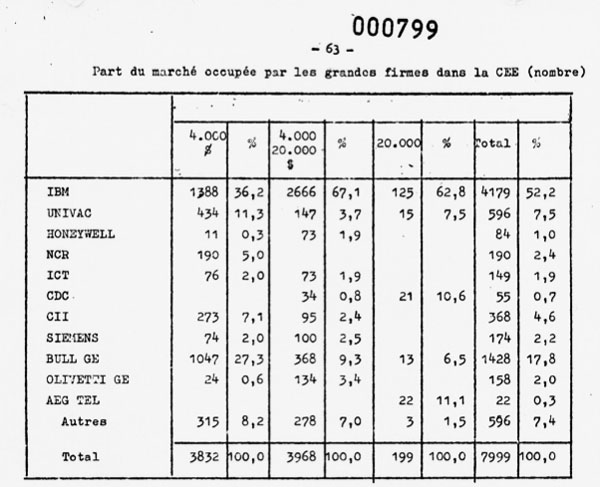 000799
- 63 -
Part du marché occupée par les grandes firmes dans la CEE (nombre)
4.000 $ % 4.000 20.000 $ % 20.000 % Total %
IBM 1388 36,2 2666 67,1 125 62,8 4179 52,2
UNIVAC 434 11,3 147 3,7 15 7,5 596 7,5
HONEYWELL 11 0,3 73 1,9 84 1,0
NCR 190 5,0 190 2,4
ICT 76 2,0 73 1,9 149 1,9
CDC 34 0,8 21 10,6 55 0,7
CII 273 7,1 95 2,4 368 4,6
SIEMENS 74 2,0 100 2,5 174 2,2
BULL GE 1047 27,3 368 9,3 13 6,5 1428 17,8
OLIVETTI GE 24 0,6 134 3,4 158 2,0
AEG TEL 22 11,1 22 0,3
Autres 315 8,2 278 7,0 3 1,5 596 7,4
Total 3832 100,0 3968 100,0 199 100,0 7999 100,0